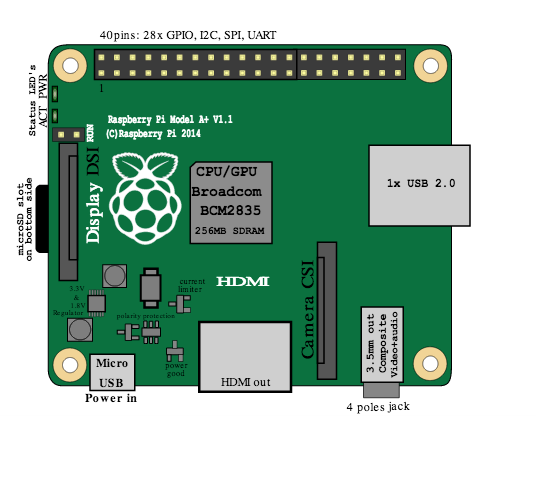 40pins: 28x GPIO, I2C, SPI, UART
1
Status LED's
ACT PWR
RUN
Raspberry Pi Model A+ V1.1
(C)Raspberry Pi 2014
Display DSI
CPU/GPU
Broadcom
BCM2835
256MB SDRAM
1x USB 2.0
microSD slot
on bottom side
HDMI
Camera CSI
3.3V
&
1.8V
Regulator
current
limiter
polarity protection
power
good
3.5mm out
Composite
Video+audio
Micro
USB
Power in
HDMI out
4 poles jack